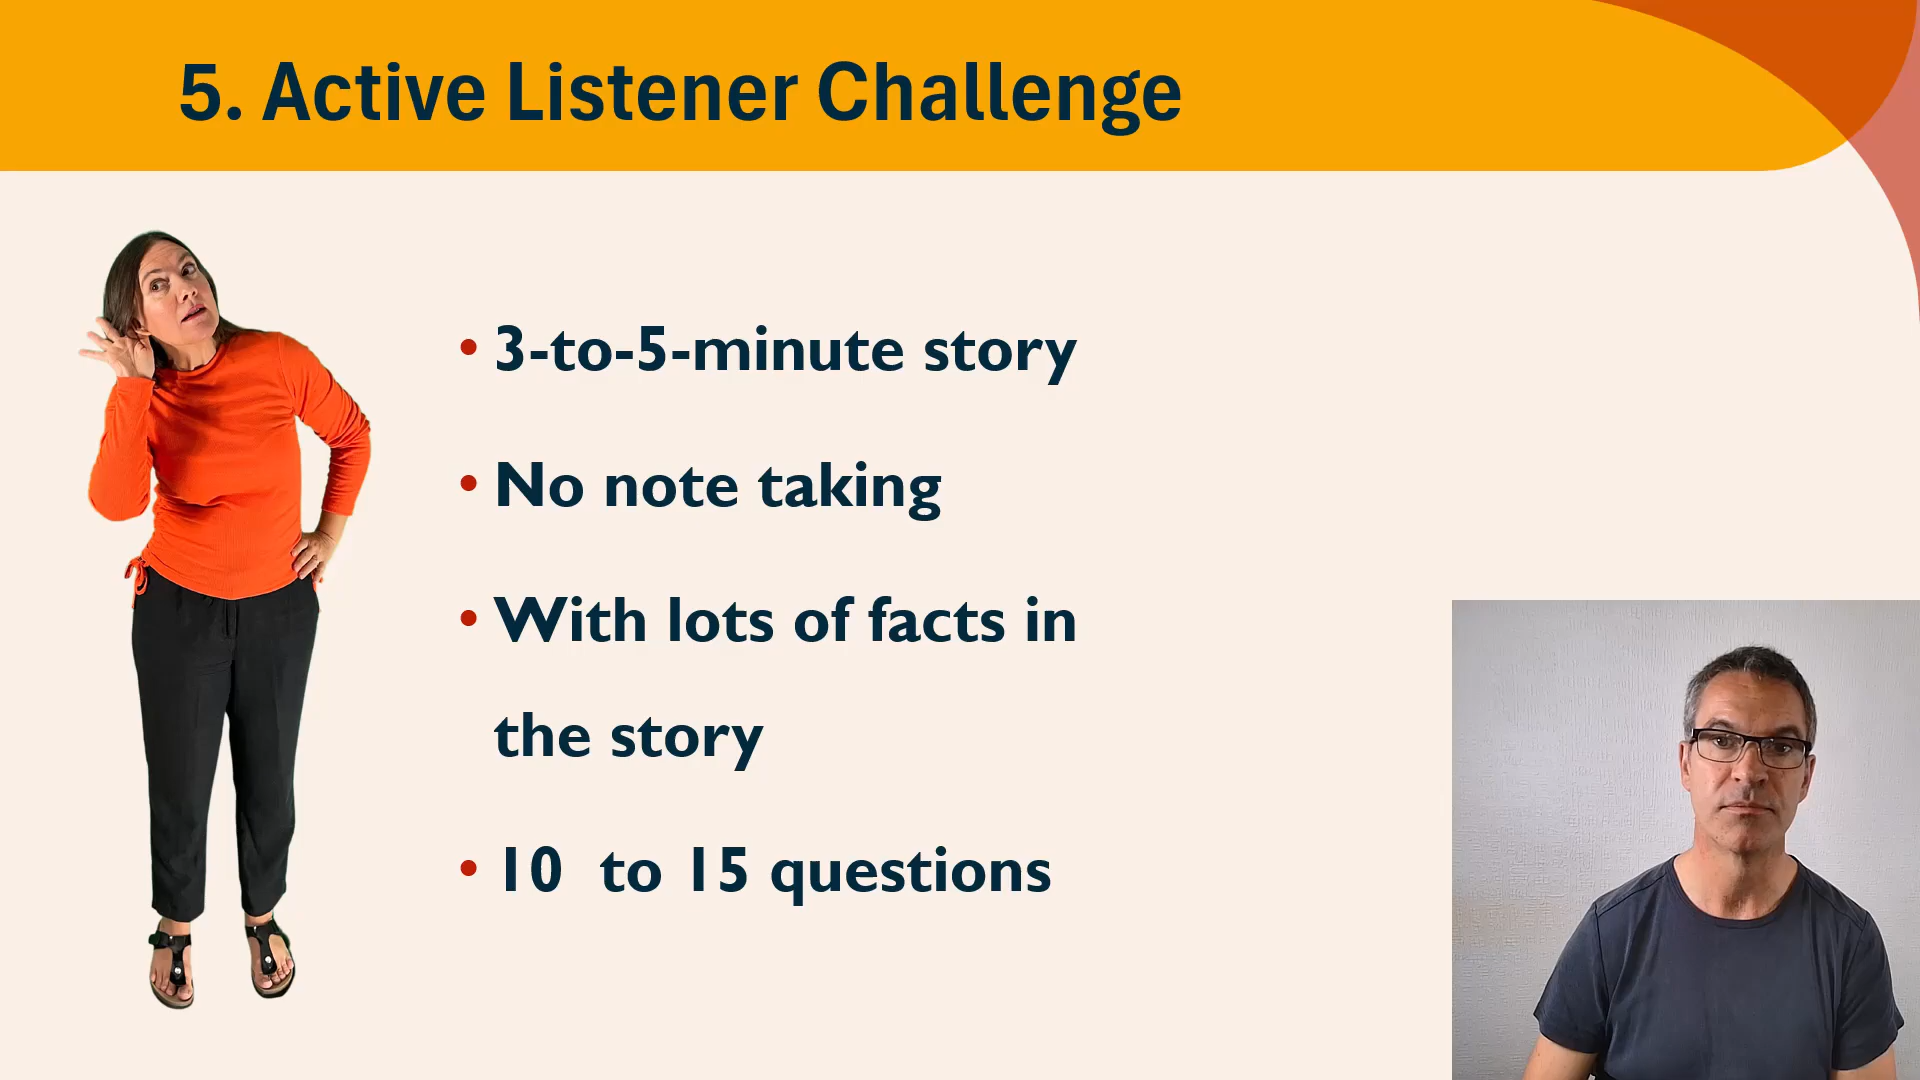 5. Active Listener Challenge
• 3-to-5-minute story
• No note taking
• With lots of facts in
the story
• 10  to 15 questions